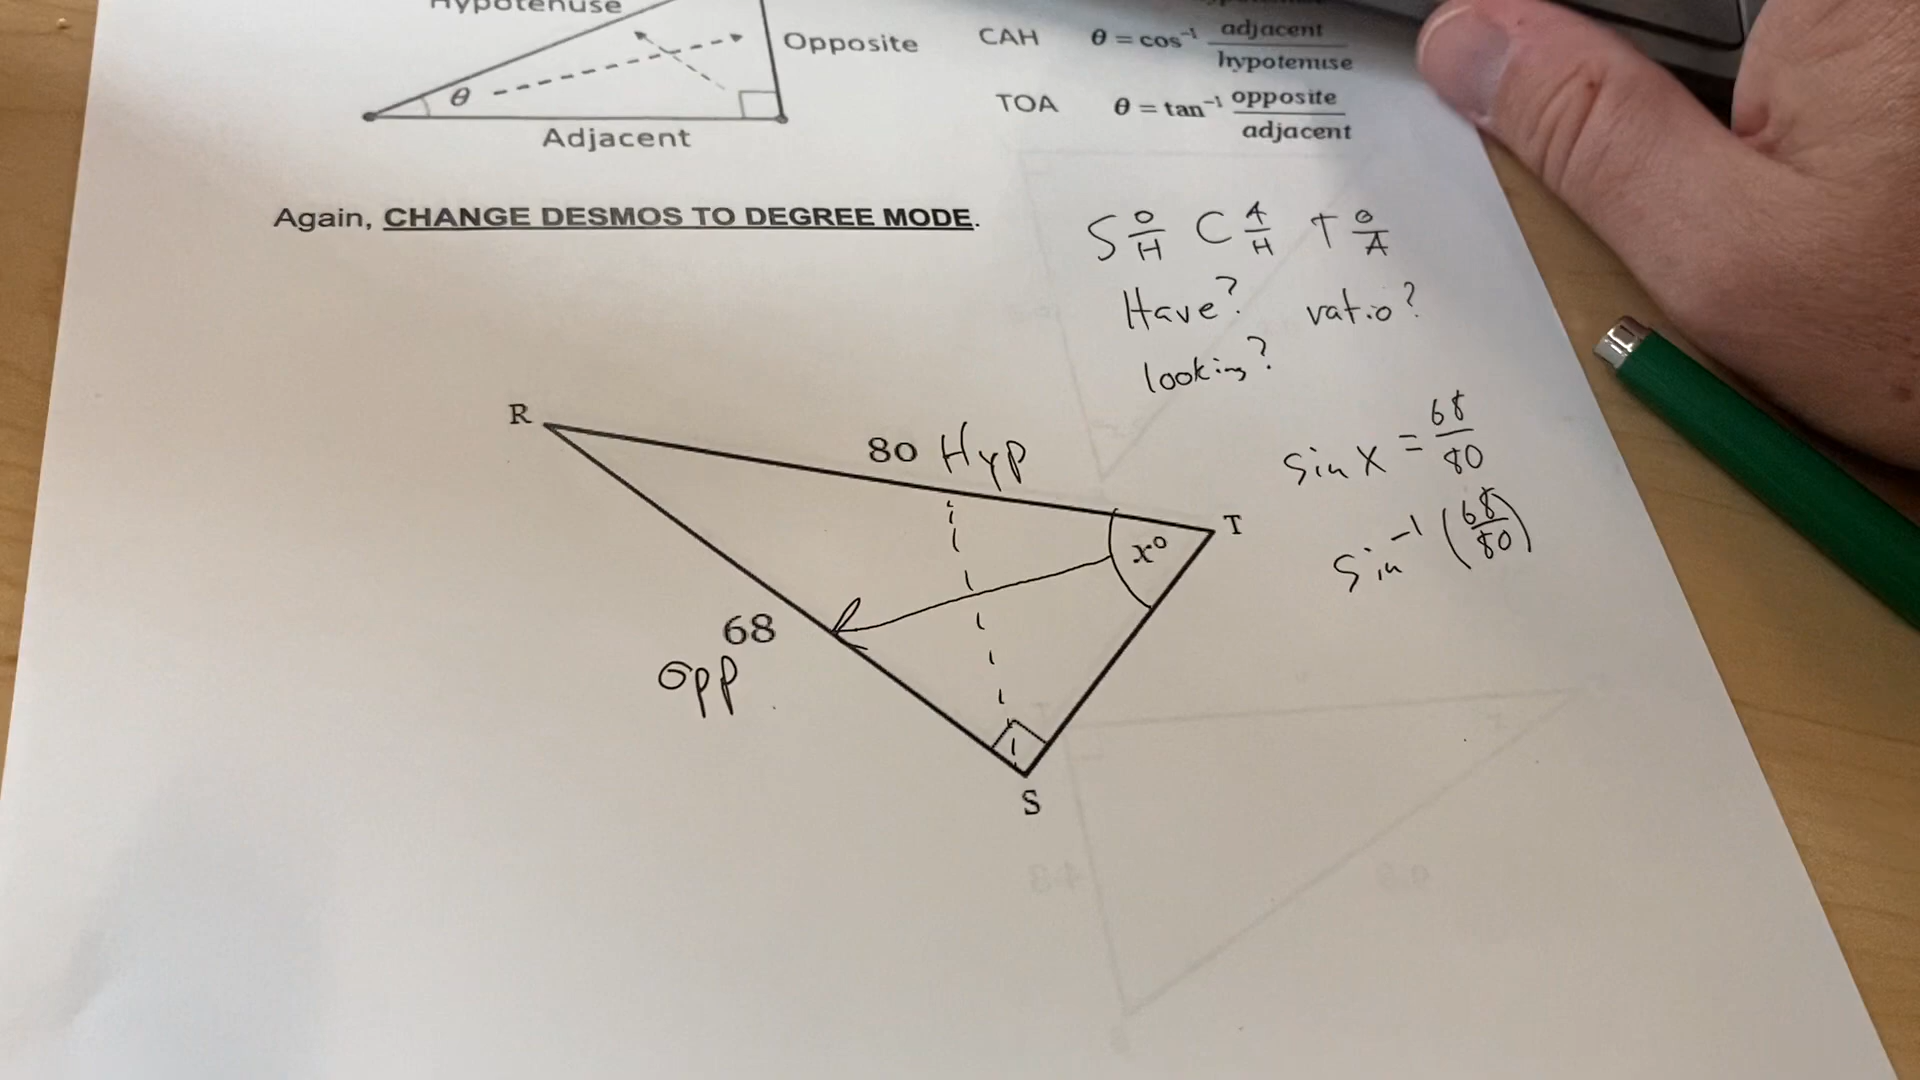 Hypotenuse
Opposite
θ
Adjacent
CAH θ = cos⁻¹ adjacent/hypotenuse
TOA θ = tan⁻¹ opposite/adjacent
Again, CHANGE DESMOS TO DEGREE MODE.
S O/H C A/H T O/A
Have? ratio?
looking?
R
80 Hyp
T
x°
68
Opp
S
sin x = 68/80
sin⁻¹ (68/80)